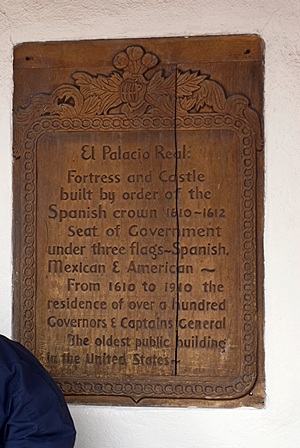 El Palacio Real:
Fortress and Castle
built by order of the
Spanish crown 1610-1612
Seat of Government
under three flags-Spanish,
Mexican & American ~
From 1610 to 1910 the
residence of over a hundred
Governors & Captains General
The oldest public building
in the United States~